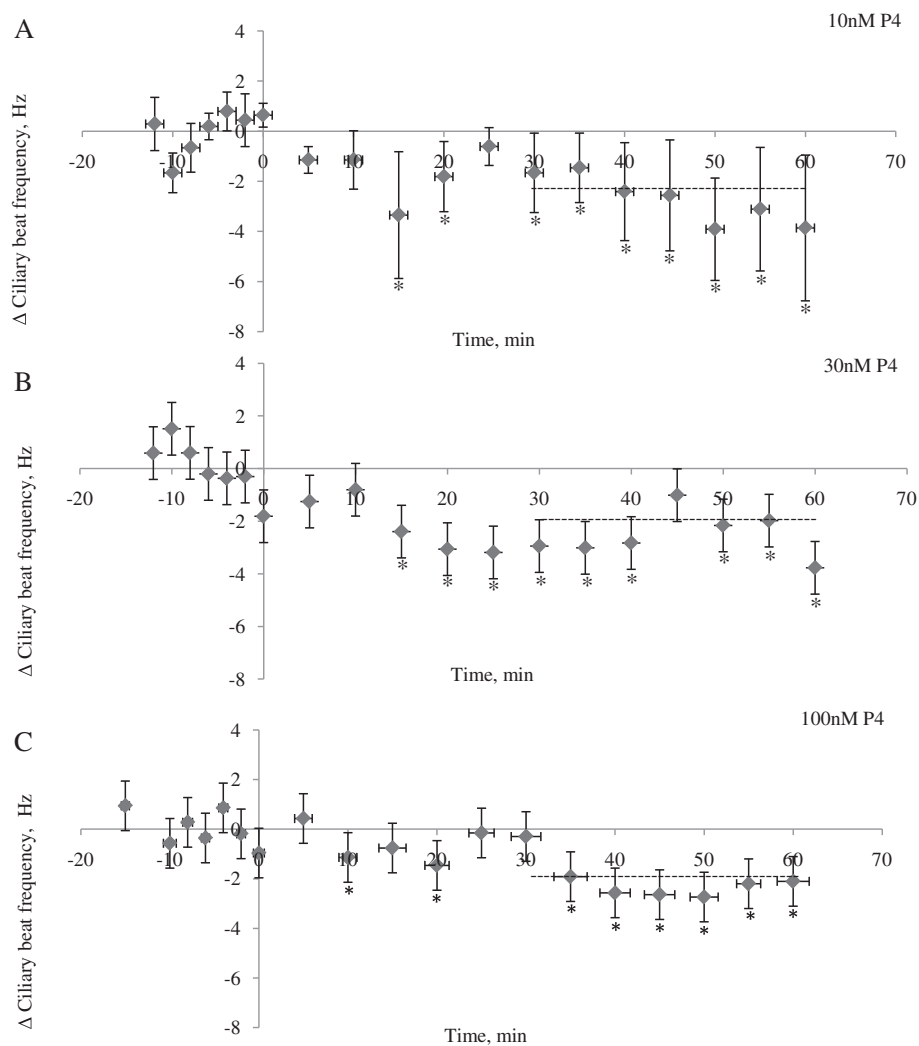 A
10nM P4
4
2
0
-2
-4
-6
-8
-20 -10 0 10 20 30 40 50 60 70
Δ Ciliary beat frequency, Hz
* * * * * * * * *
Time, min
B
30nM P4
4
2
0
-2
-4
-6
-8
-20 -10 0 10 20 30 40 50 60 70
Δ Ciliary beat frequency, Hz
* * * * * * * * *
Time, min
C
100nM P4
4
2
0
-2
-4
-6
-8
-20 -10 0 10 20 30 40 50 60 70
Δ Ciliary beat frequency, Hz
* * * * * * * *
Time, min